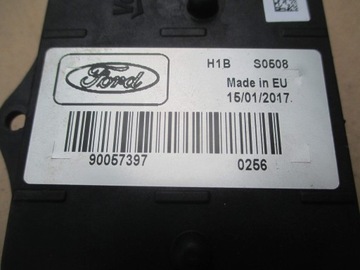 Ford
H1B S0508
Made in EU
15/01/2017.
90057397 0256